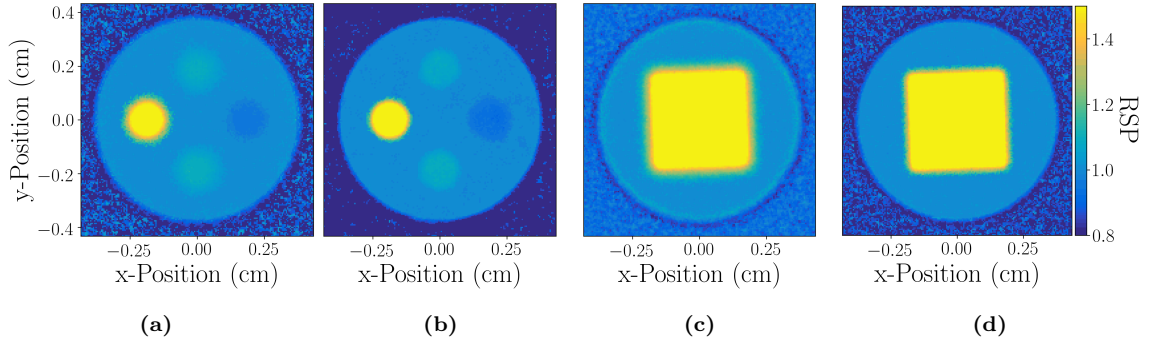 y-Position (cm)
0.4
0.2
0.0
−0.2
−0.4
−0.25 0.00 0.25
−0.25 0.00 0.25
−0.25 0.00 0.25
−0.25 0.00 0.25
x-Position (cm)
x-Position (cm)
x-Position (cm)
x-Position (cm)
1.4
1.2
1.0
0.8
RSP
(a)
(b)
(c)
(d)